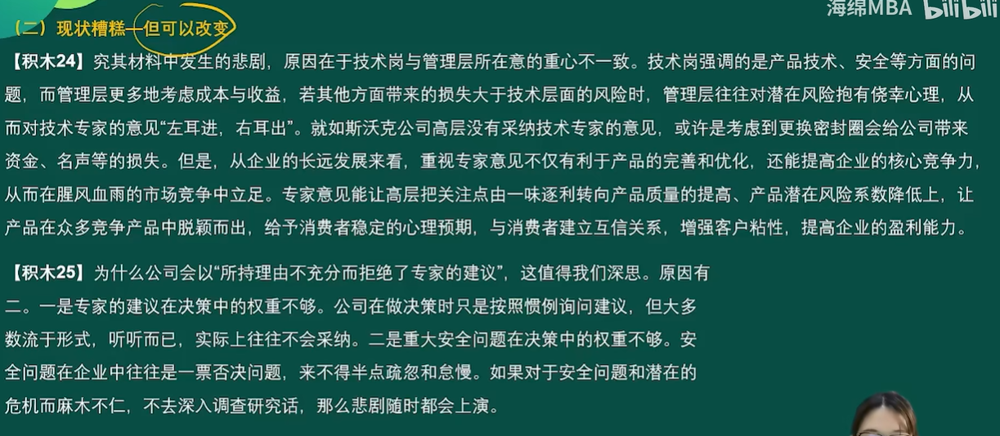 海绵MBA bilibili
（二）现状糟糕—但可以改变
【积木24】究其材料中发生的悲剧，原因在于技术岗与管理层所在意的重心不一致。技术岗强调的是产品技术、安全等方面的问
题，而管理层更多地考虑成本与收益，若其他方面带来的损失大于技术层面的风险时，管理层往往对潜在风险抱有侥幸心理，从
而对技术专家的意见“左耳进，右耳出”。就如斯沃克公司高层没有采纳技术专家的意见，或许是考虑到更换密封圈会给公司带来
资金、名声等的损失。但是，从企业的长远发展来看，重视专家意见不仅有利于产品的完善和优化，还能提高企业的核心竞争力，
从而在腥风血雨的市场竞争中立足。专家意见能让高层把关注点由一味逐利转向产品质量的提高、产品潜在风险系数降低上，让
产品在众多竞争产品中脱颖而出，给予消费者稳定的心理预期，与消费者建立互信关系，增强客户粘性，提高企业的盈利能力。
【积木25】为什么公司会以“所持理由不充分而拒绝了专家的建议”，这值得我们深思。原因有
二。一是专家的建议在决策中的权重不够。公司在做决策时只是按照惯例询问建议，但大多
数流于形式，听听而已，实际上往往不会采纳。二是重大安全问题在决策中的权重不够。安
全问题在企业中往往是一票否决问题，来不得半点疏忽和怠慢。如果对于安全问题和潜在的
危机而麻木不仁，不去深入调查研究话，那么悲剧随时都会上演。